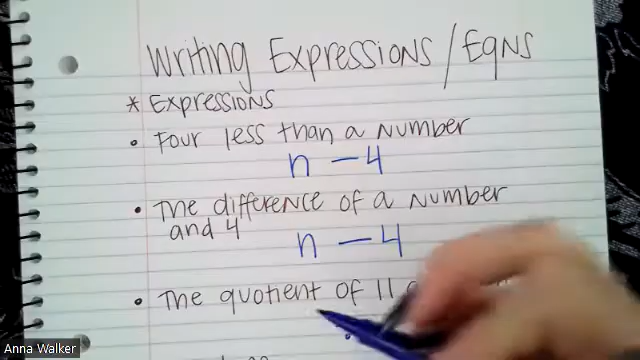 Writing Expressions / Eqns
* Expressions
• Four less than a number
n - 4
• The difference of a number
and 4
n - 4
• The quotient of 11
Anna Walker